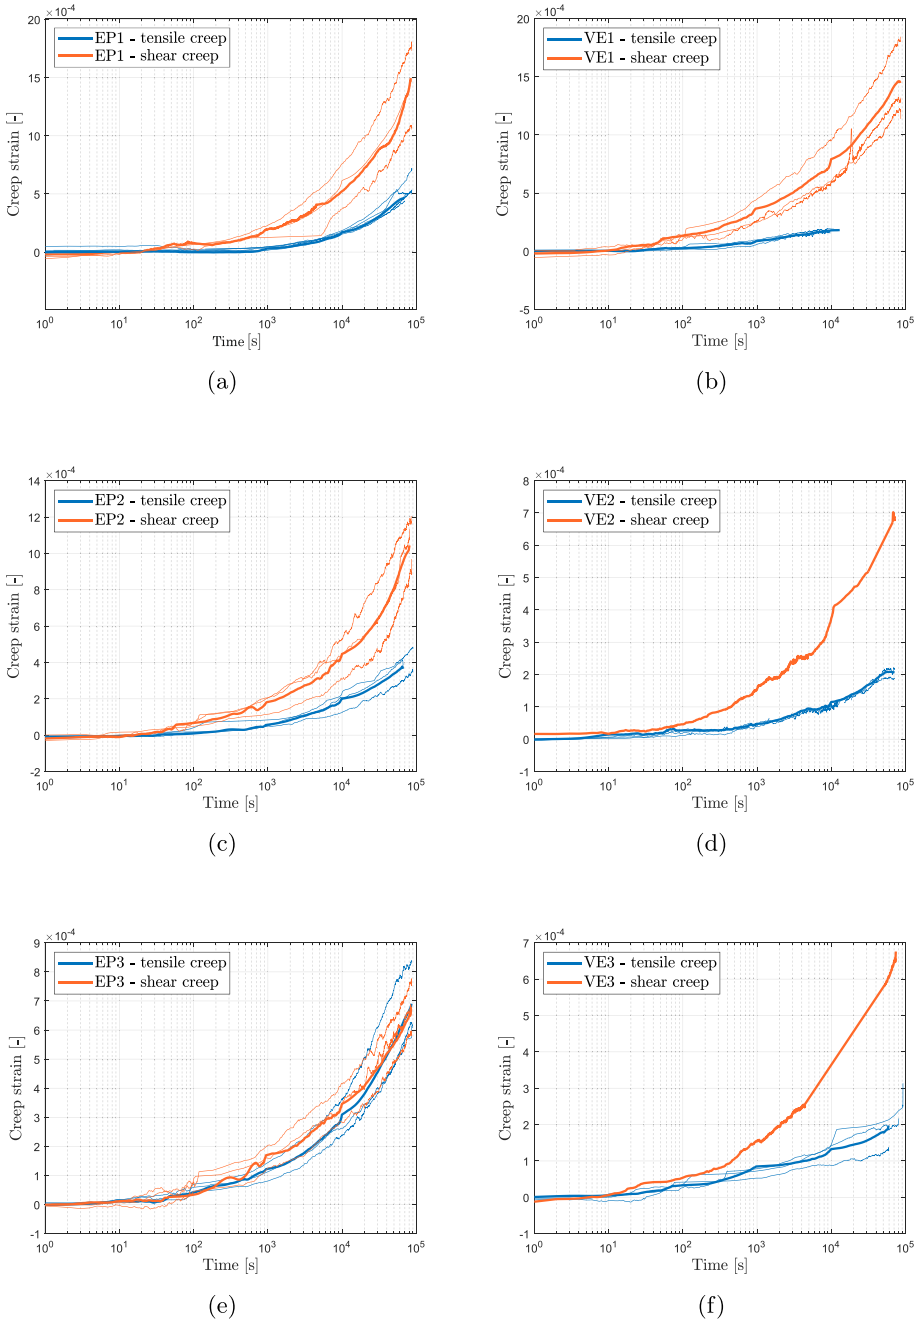 ×10⁻⁴
20
15
10
5
0
EP1 - tensile creep
EP1 - shear creep
Creep strain [-]
10⁰ 10¹ 10² 10³ 10⁴ 10⁵
Time [s]
(a)
×10⁻⁴
20
15
10
5
0
-5
VE1 - tensile creep
VE1 - shear creep
Creep strain [-]
10⁰ 10¹ 10² 10³ 10⁴ 10⁵
Time [s]
(b)
×10⁻⁴
14
12
10
8
6
4
2
0
-2
EP2 - tensile creep
EP2 - shear creep
Creep strain [-]
10⁰ 10¹ 10² 10³ 10⁴ 10⁵
Time [s]
(c)
×10⁻⁴
8
7
6
5
4
3
2
1
0
-1
VE2 - tensile creep
VE2 - shear creep
Creep strain [-]
10⁰ 10¹ 10² 10³ 10⁴ 10⁵
Time [s]
(d)
×10⁻⁴
9
8
7
6
5
4
3
2
1
0
-1
EP3 - tensile creep
EP3 - shear creep
Creep strain [-]
10⁰ 10¹ 10² 10³ 10⁴ 10⁵
Time [s]
(e)
×10⁻⁴
7
6
5
4
3
2
1
0
-1
VE3 - tensile creep
VE3 - shear creep
Creep strain [-]
10⁰ 10¹ 10² 10³ 10⁴ 10⁵
Time [s]
(f)